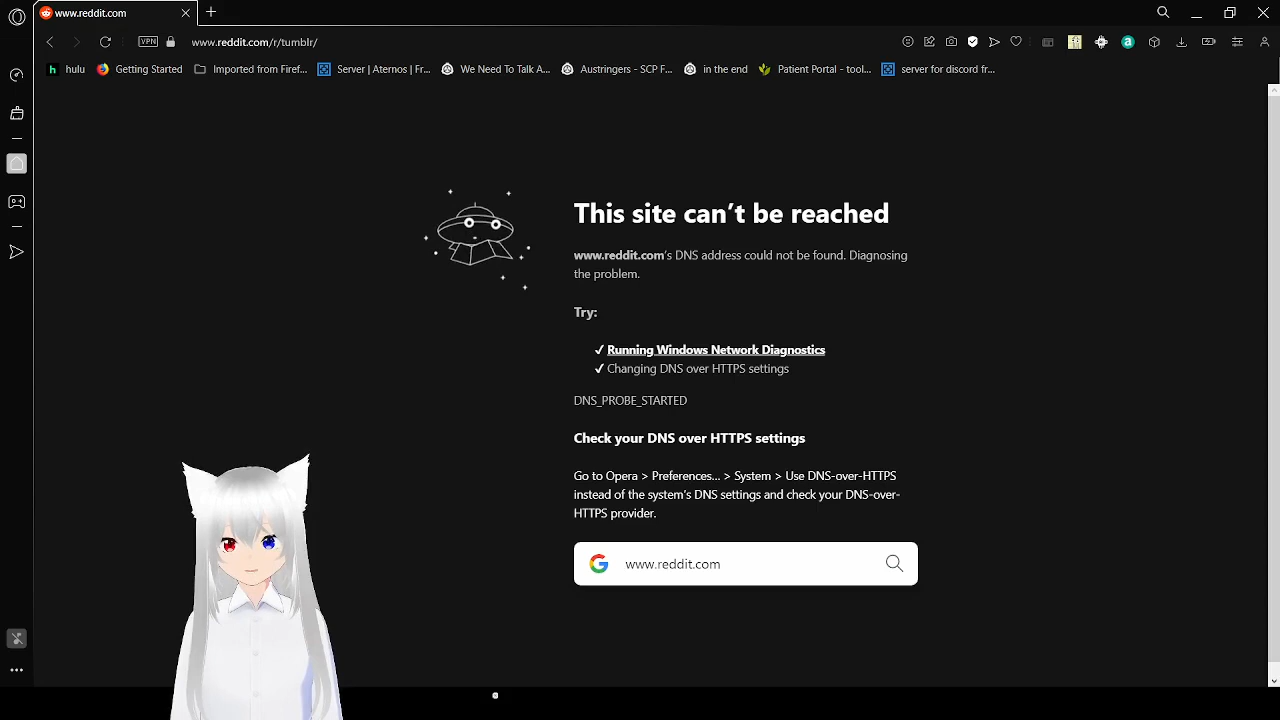 www.reddit.com
VPN
www.reddit.com/r/tumblr/
hulu
Getting Started
Imported from Firef...
Server | Aternos | Fr...
We Need To Talk A...
Austringers - SCP F...
in the end
Patient Portal - tool...
server for discord fr...
This site can’t be reached
www.reddit.com’s DNS address could not be found. Diagnosing
the problem.
Try:
✓ Running Windows Network Diagnostics
✓ Changing DNS over HTTPS settings
DNS_PROBE_STARTED
Check your DNS over HTTPS settings
Go to Opera > Preferences… > System > Use DNS-over-HTTPS
instead of the system’s DNS settings and check your DNS-over-
HTTPS provider.
www.reddit.com